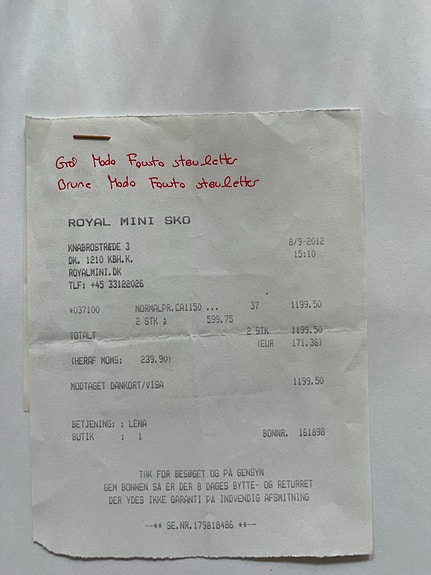 Grå Modo Fausto støvletter
Brune Modo Fausto støvletter
ROYAL MINI SKO
KNABROSTRÆDE 3 8/9-2012
DK. 1210 KBH.K. 15:10
ROYALMINI.DK
TLF: +45 33122026
*037100 NORMALPR.CA1150 ... 37 1199.50
2 STK á 599.75
TOTALT 2 STK 1199.50
(EUR 171.36)
(HERAF MOMS: 239.90)
MODTAGET DANKORT/VISA 1199.50
BETJENING: : LENA
BUTIK : 1 BONNR. 161898
TAK FOR BESØGET OG PÅ GENSYN
GEM BONNEN SÅ ER DER 8 DAGES BYTTE- OG RETURRET
DER YDES IKKE GARANTI PÅ INDVENDIG AFSMITNING
--** SE.NR.179818486 **--